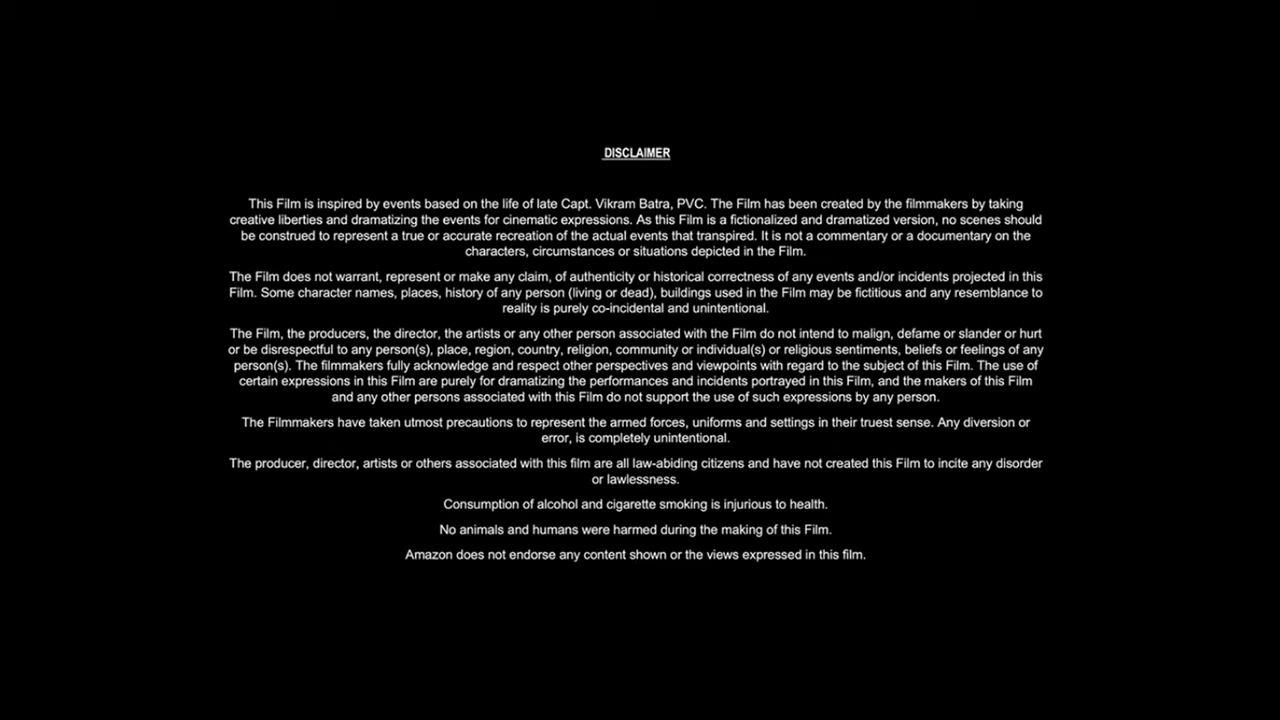 DISCLAIMER
This Film is inspired by events based on the life of late Capt. Vikram Batra, PVC. The Film has been created by the filmmakers by taking
creative liberties and dramatizing the events for cinematic expressions. As this Film is a fictionalized and dramatized version, no scenes should
be construed to represent a true or accurate recreation of the actual events that transpired. It is not a commentary or a documentary on the
characters, circumstances or situations depicted in the Film.
The Film does not warrant, represent or make any claim, of authenticity or historical correctness of any events and/or incidents projected in this
Film. Some character names, places, history of any person (living or dead), buildings used in the Film may be fictitious and any resemblance to
reality is purely co-incidental and unintentional.
The Film, the producers, the director, the artists or any other person associated with the Film do not intend to malign, defame or slander or hurt
or be disrespectful to any person(s), place, region, country, religion, community or individual(s) or religious sentiments, beliefs or feelings of any
person(s). The filmmakers fully acknowledge and respect other perspectives and viewpoints with regard to the subject of this Film. The use of
certain expressions in this Film are purely for dramatizing the performances and incidents portrayed in this Film, and the makers of this Film
and any other persons associated with this Film do not support the use of such expressions by any person.
The Filmmakers have taken utmost precautions to represent the armed forces, uniforms and settings in their truest sense. Any diversion or
error, is completely unintentional.
The producer, director, artists or others associated with this film are all law-abiding citizens and have not created this Film to incite any disorder
or lawlessness.
Consumption of alcohol and cigarette smoking is injurious to health.
No animals and humans were harmed during the making of this Film.
Amazon does not endorse any content shown or the views expressed in this film.